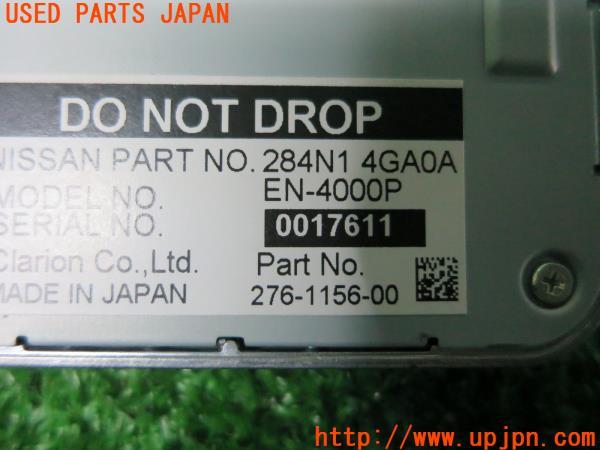 USED PARTS JAPAN
DO NOT DROP
NISSAN PART NO. 284N1 4GA0A
MODEL NO. EN-4000P
SERIAL NO. 0017611
Clarion Co.,Ltd. Part No.
MADE IN JAPAN 276-1156-00
UPJ
www.upjpn.com